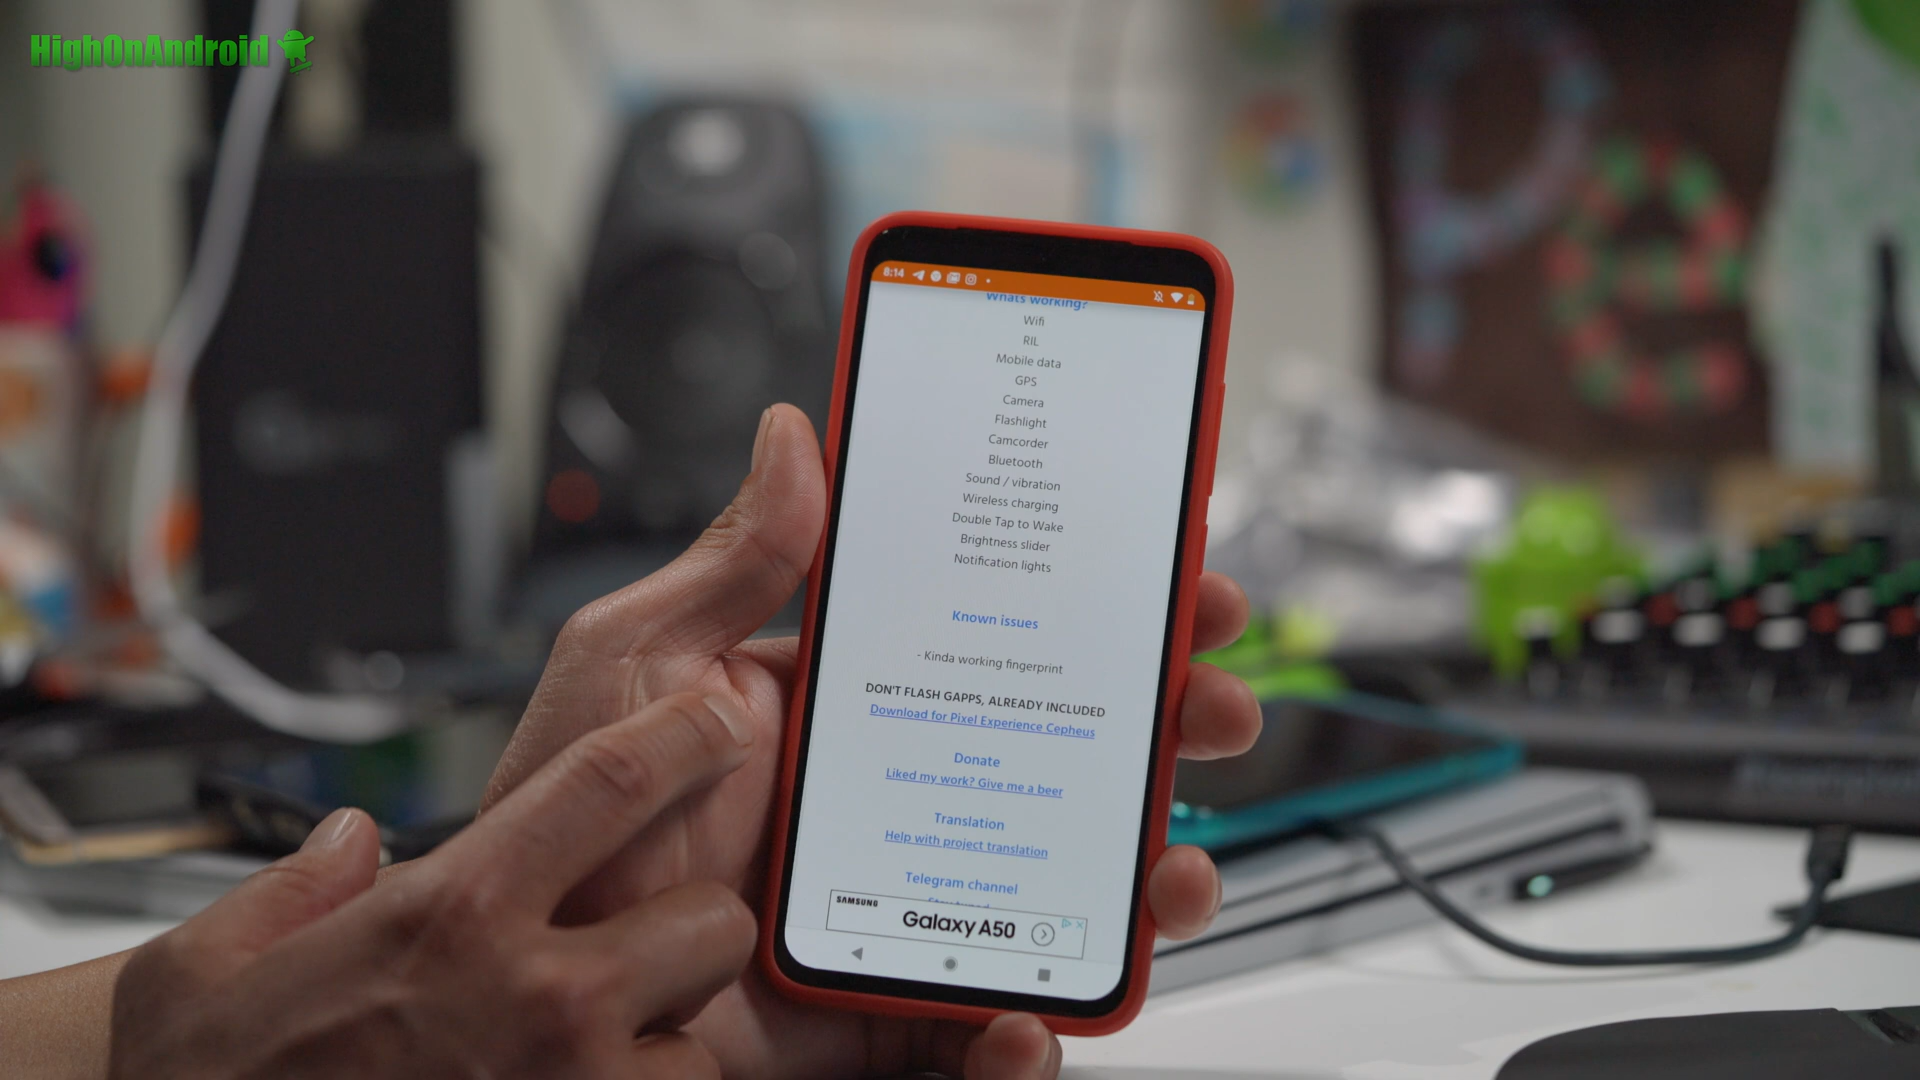 HighOnAndroid
8:14
Whats working?
Wifi
RIL
Mobile data
GPS
Camera
Flashlight
Camcorder
Bluetooth
Sound / vibration
Wireless charging
Double Tap to Wake
Brightness slider
Notification lights
Known issues
- Kinda working fingerprint
DON'T FLASH GAPPS, ALREADY INCLUDED
Download for Pixel Experience Cepheus
Donate
Liked my work? Give me a beer
Translation
Help with project translation
Telegram channel
SAMSUNG
Galaxy A50